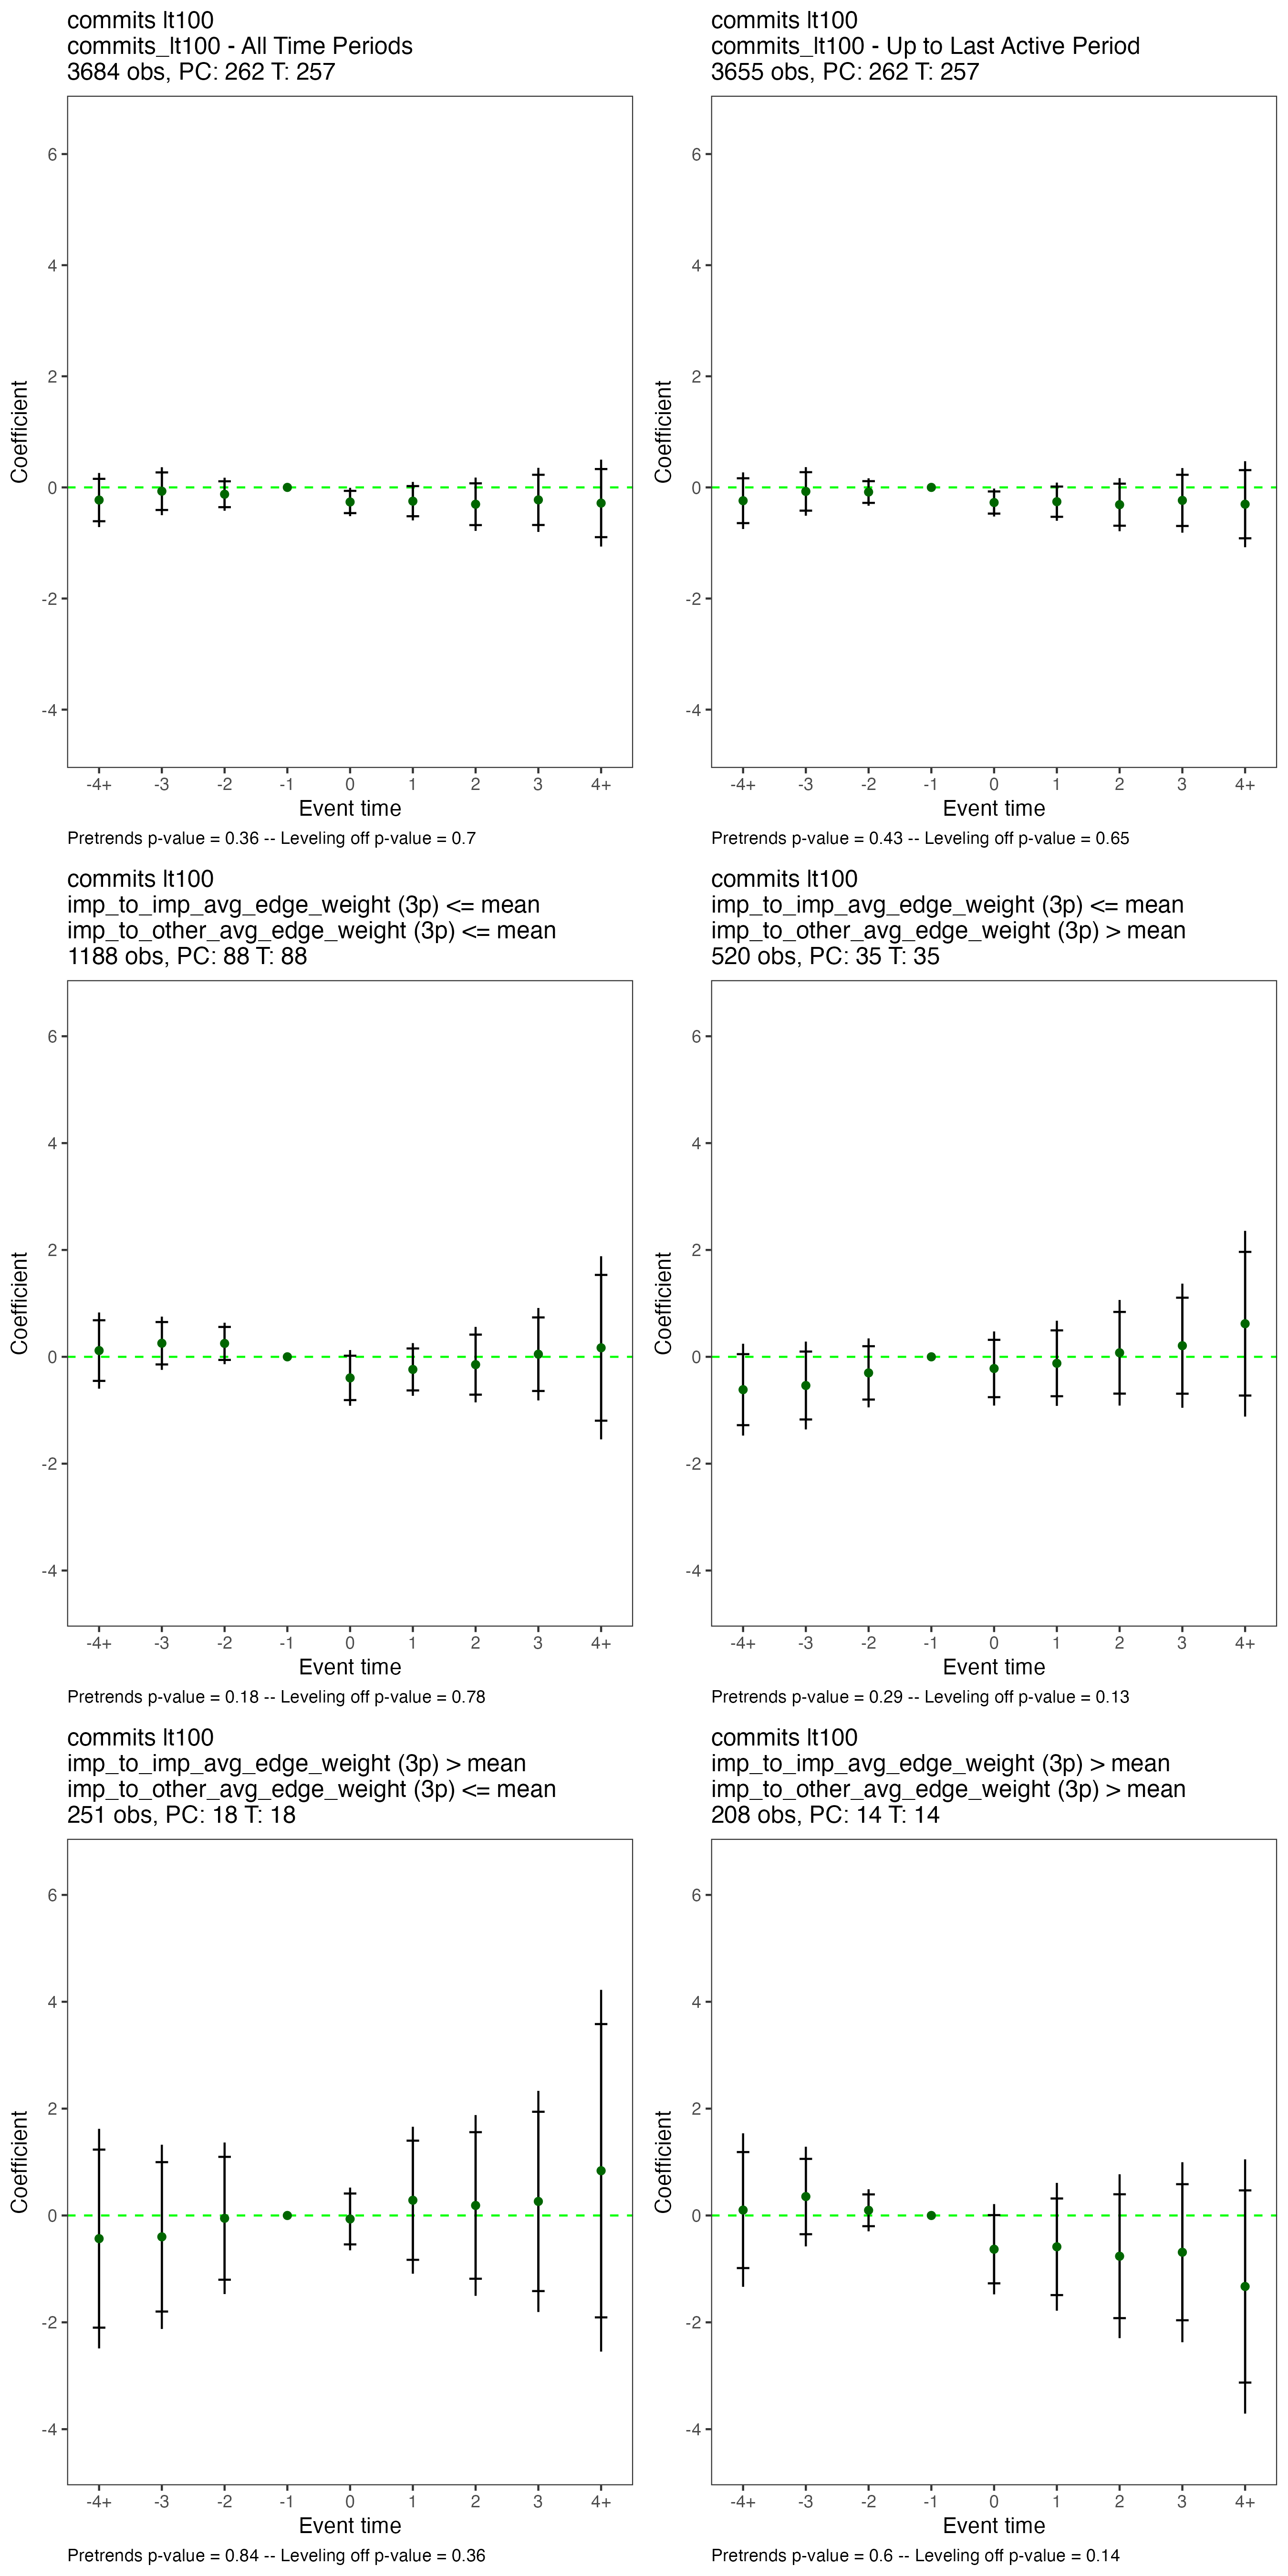 commits lt100
commits_lt100 - All Time Periods
3684 obs, PC: 262 T: 257
6
4
2
0
-2
-4
Coefficient
-4+ -3 -2 -1 0 1 2 3 4+
Event time
Pretrends p-value = 0.36 -- Leveling off p-value = 0.7
commits lt100
commits_lt100 - Up to Last Active Period
3655 obs, PC: 262 T: 257
6
4
2
0
-2
-4
Coefficient
-4+ -3 -2 -1 0 1 2 3 4+
Event time
Pretrends p-value = 0.43 -- Leveling off p-value = 0.65
commits lt100
imp_to_imp_avg_edge_weight (3p) <= mean
imp_to_other_avg_edge_weight (3p) <= mean
1188 obs, PC: 88 T: 88
6
4
2
0
-2
-4
Coefficient
-4+ -3 -2 -1 0 1 2 3 4+
Event time
Pretrends p-value = 0.18 -- Leveling off p-value = 0.78
commits lt100
imp_to_imp_avg_edge_weight (3p) <= mean
imp_to_other_avg_edge_weight (3p) > mean
520 obs, PC: 35 T: 35
6
4
2
0
-2
-4
Coefficient
-4+ -3 -2 -1 0 1 2 3 4+
Event time
Pretrends p-value = 0.29 -- Leveling off p-value = 0.13
commits lt100
imp_to_imp_avg_edge_weight (3p) > mean
imp_to_other_avg_edge_weight (3p) <= mean
251 obs, PC: 18 T: 18
6
4
2
0
-2
-4
Coefficient
-4+ -3 -2 -1 0 1 2 3 4+
Event time
Pretrends p-value = 0.84 -- Leveling off p-value = 0.36
commits lt100
imp_to_imp_avg_edge_weight (3p) > mean
imp_to_other_avg_edge_weight (3p) > mean
208 obs, PC: 14 T: 14
6
4
2
0
-2
-4
Coefficient
-4+ -3 -2 -1 0 1 2 3 4+
Event time
Pretrends p-value = 0.6 -- Leveling off p-value = 0.14